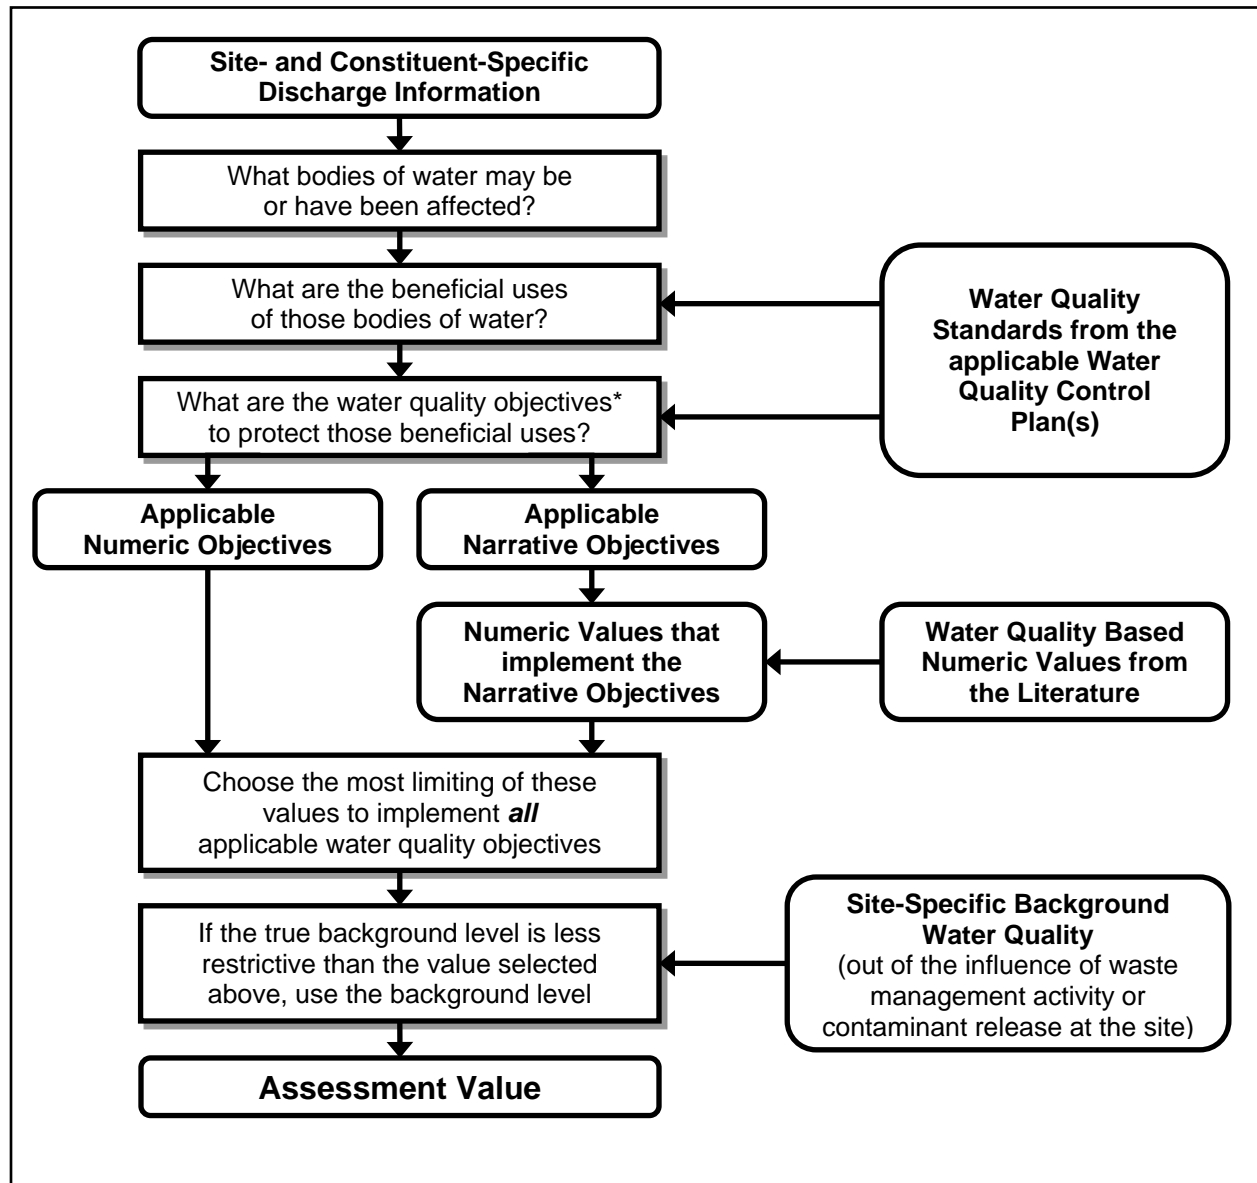 Site- and Constituent-Specific
Discharge Information
What bodies of water may be
or have been affected?
What are the beneficial uses
of those bodies of water?
Water Quality
Standards from the
applicable Water
Quality Control
Plan(s)
What are the water quality objectives*
to protect those beneficial uses?
Applicable
Numeric Objectives
Applicable
Narrative Objectives
Numeric Values that
implement the
Narrative Objectives
Water Quality Based
Numeric Values from
the Literature
Choose the most limiting of these
values to implement all
applicable water quality objectives
If the true background level is less
restrictive than the value selected
above, use the background level
Site-Specific Background
Water Quality
(out of the influence of waste
management activity or
contaminant release at the site)
Assessment Value